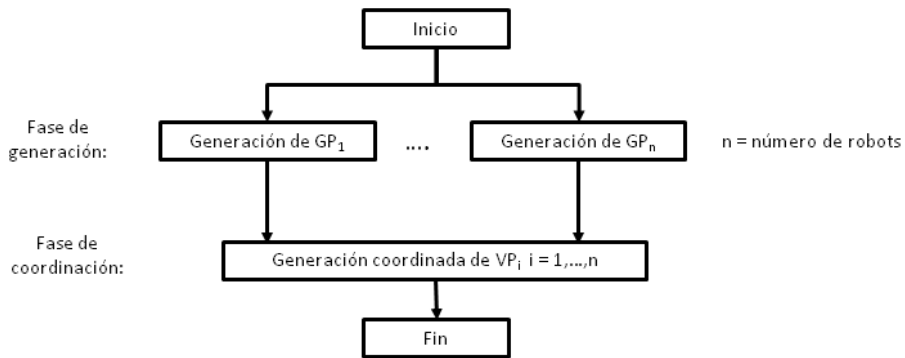 Inicio
Fase de
generación:
Generación de GP₁
....
Generación de GPₙ
n = número de robots
Fase de
coordinación:
Generación coordinada de VPᵢ i = 1,...,n
Fin